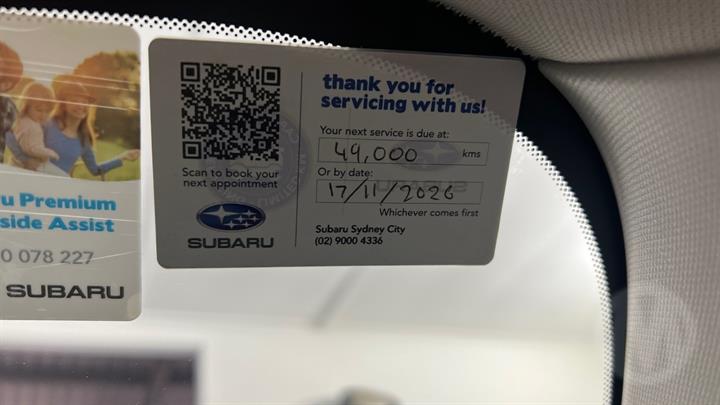 u Premium
side Assist
0 078 227
SUBARU
Scan to book your
next appointment
SUBARU
thank you for
servicing with us!
Your next service is due at:
49,000 kms
Or by date:
17/11/2026
Whichever comes first
Subaru Sydney City
(02) 9000 4336